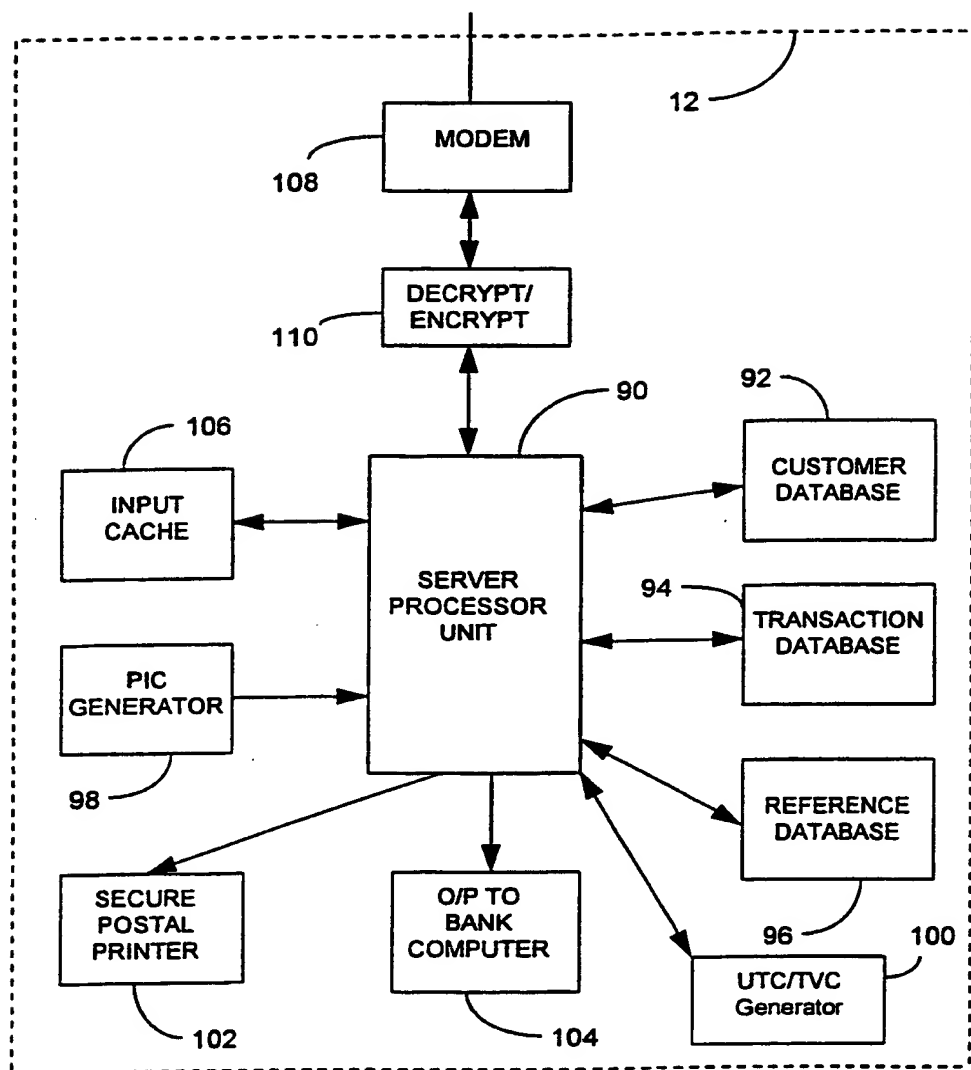 12
MODEM
108
DECRYPT/
ENCRYPT
110
90
92
106
CUSTOMER
DATABASE
INPUT
CACHE
SERVER
PROCESSOR
UNIT
94
TRANSACTION
DATABASE
PIC
GENERATOR
98
REFERENCE
DATABASE
SECURE
POSTAL
PRINTER
O/P TO
BANK
COMPUTER
96
100
UTC/TVC
Generator
102
104